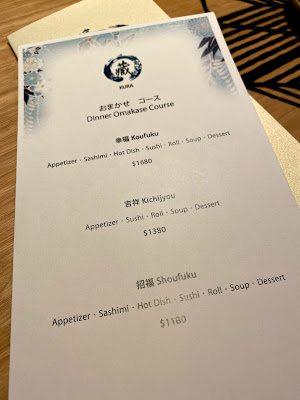 藏
KURA
おまかせ　コース
Dinner Omakase Course
幸福 Koufuku
Appetizer・Sashimi・Hot Dish・Sushi・Roll・Soup・Dessert
$1680
吉祥 Kichijyou
Appetizer・Sushi・Roll・Soup・Dessert
$1380
招福 Shoufuku
Appetizer・Sashimi・Hot Dish・Sushi・Roll・Soup・Dessert
$1180